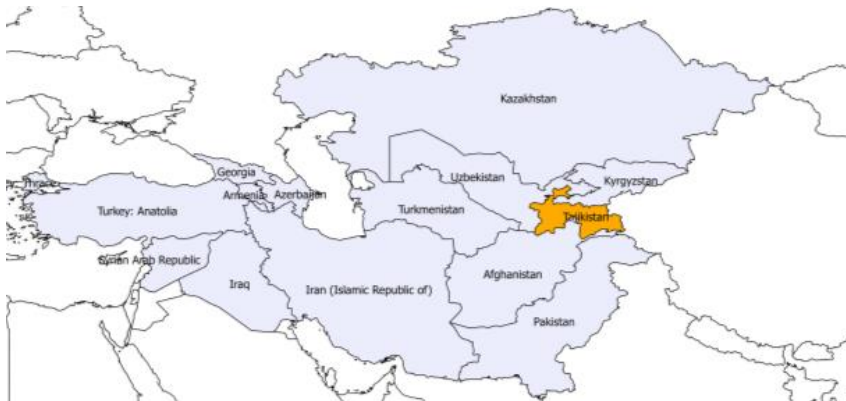 Kazakhstan
Georgia
Uzbekistan
Kyrgyzstan
Thrace
Armenia
Azerbaijan
Turkey: Anatolia
Turkmenistan
Tajikistan
Syrian Arab Republic
Afghanistan
Iraq
Iran (Islamic Republic of)
Pakistan